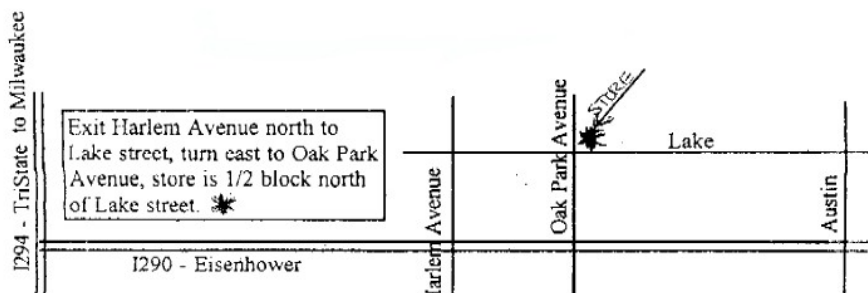 I294 - TriState to Milwaukee
Exit Harlem Avenue north to
Lake street, turn east to Oak Park
Avenue, store is 1/2 block north
of Lake street.
STORE
Lake
Harlem Avenue
Oak Park Avenue
Austin
I290 - Eisenhower